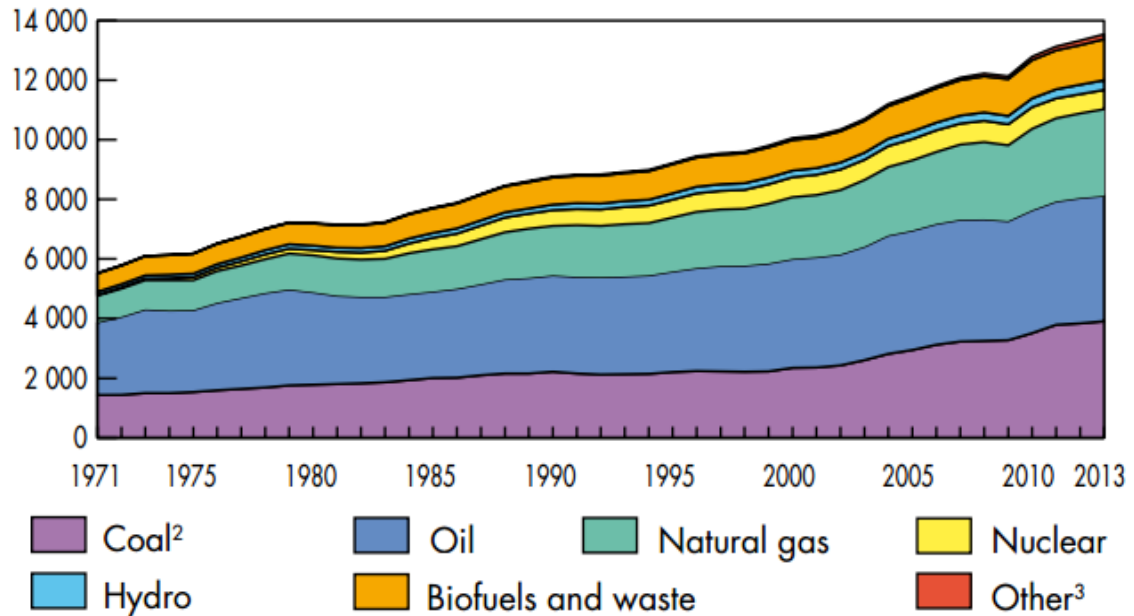 14 000
12 000
10 000
8 000
6 000
4 000
2 000
0
1971 1975 1980 1985 1990 1995 2000 2005 2010 2013
Coal² Oil Natural gas Nuclear
Hydro Biofuels and waste Other³